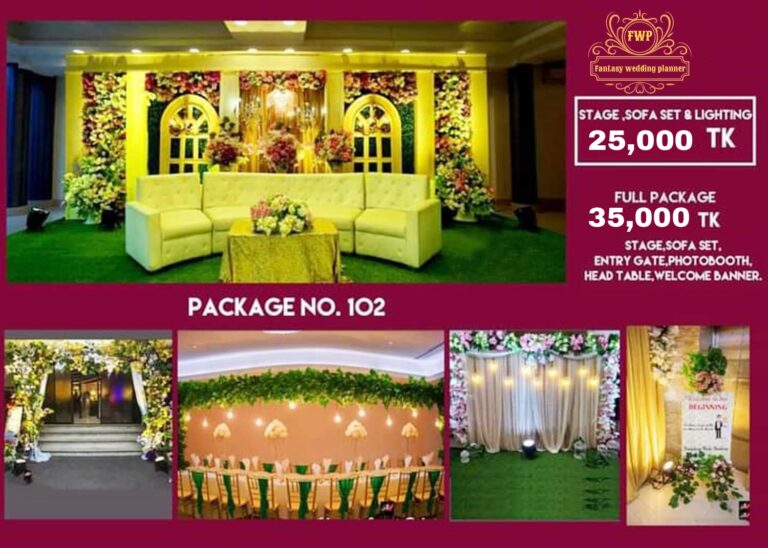 FWP
FanLasy wedding planner
STAGE ,SOFA SET & LIGHTING
25,000 TK
FULL PACKAGE
35,000 TK
STAGE,SOFA SET,
ENTRY GATE,PHOTOBOOTH,
HEAD TABLE,WELCOME BANNER.
PACKAGE NO. 102
BEGINNING